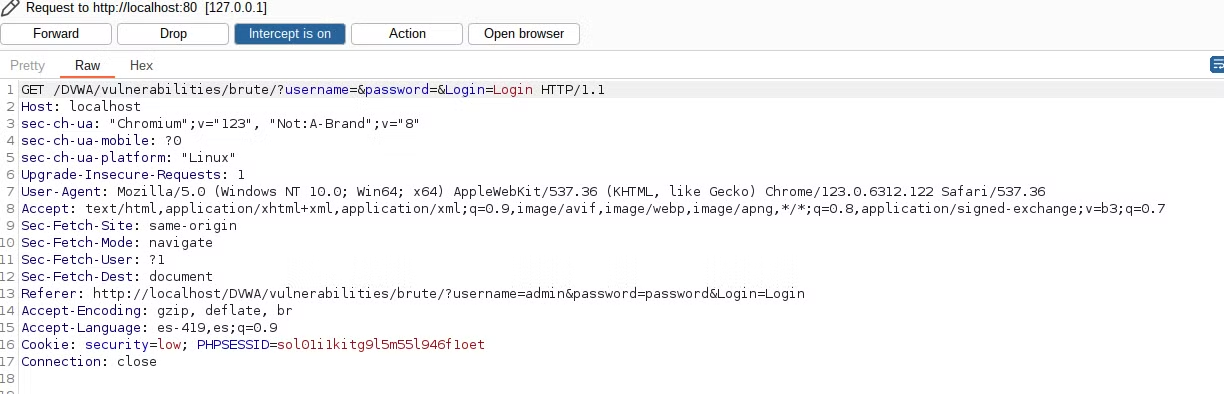 Request to http://localhost:80 [127.0.0.1]
Forward Drop Intercept is on Action Open browser
Pretty Raw Hex
1 GET /DVWA/vulnerabilities/brute/?username=&password=&Login=Login HTTP/1.1
2 Host: localhost
3 sec-ch-ua: "Chromium";v="123", "Not:A-Brand";v="8"
4 sec-ch-ua-mobile: ?0
5 sec-ch-ua-platform: "Linux"
6 Upgrade-Insecure-Requests: 1
7 User-Agent: Mozilla/5.0 (Windows NT 10.0; Win64; x64) AppleWebKit/537.36 (KHTML, like Gecko) Chrome/123.0.6312.122 Safari/537.36
8 Accept: text/html,application/xhtml+xml,application/xml;q=0.9,image/avif,image/webp,image/apng,*/*;q=0.8,application/signed-exchange;v=b3;q=0.7
9 Sec-Fetch-Site: same-origin
10 Sec-Fetch-Mode: navigate
11 Sec-Fetch-User: ?1
12 Sec-Fetch-Dest: document
13 Referer: http://localhost/DVWA/vulnerabilities/brute/?username=admin&password=password&Login=Login
14 Accept-Encoding: gzip, deflate, br
15 Accept-Language: es-419,es;q=0.9
16 Cookie: security=low; PHPSESSID=sol01i1kitg9l5m55l946f1oet
17 Connection: close
18